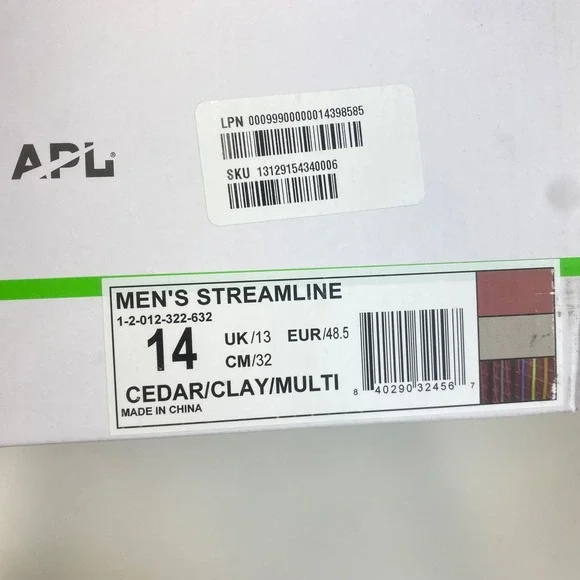 LPN 00099900000014398585
SKU 13129154340006
APL®
MEN'S STREAMLINE
1-2-012-322-632
14 UK/13 EUR/48.5
CM/32
CEDAR/CLAY/MULTI
MADE IN CHINA
8 40290 32456 7